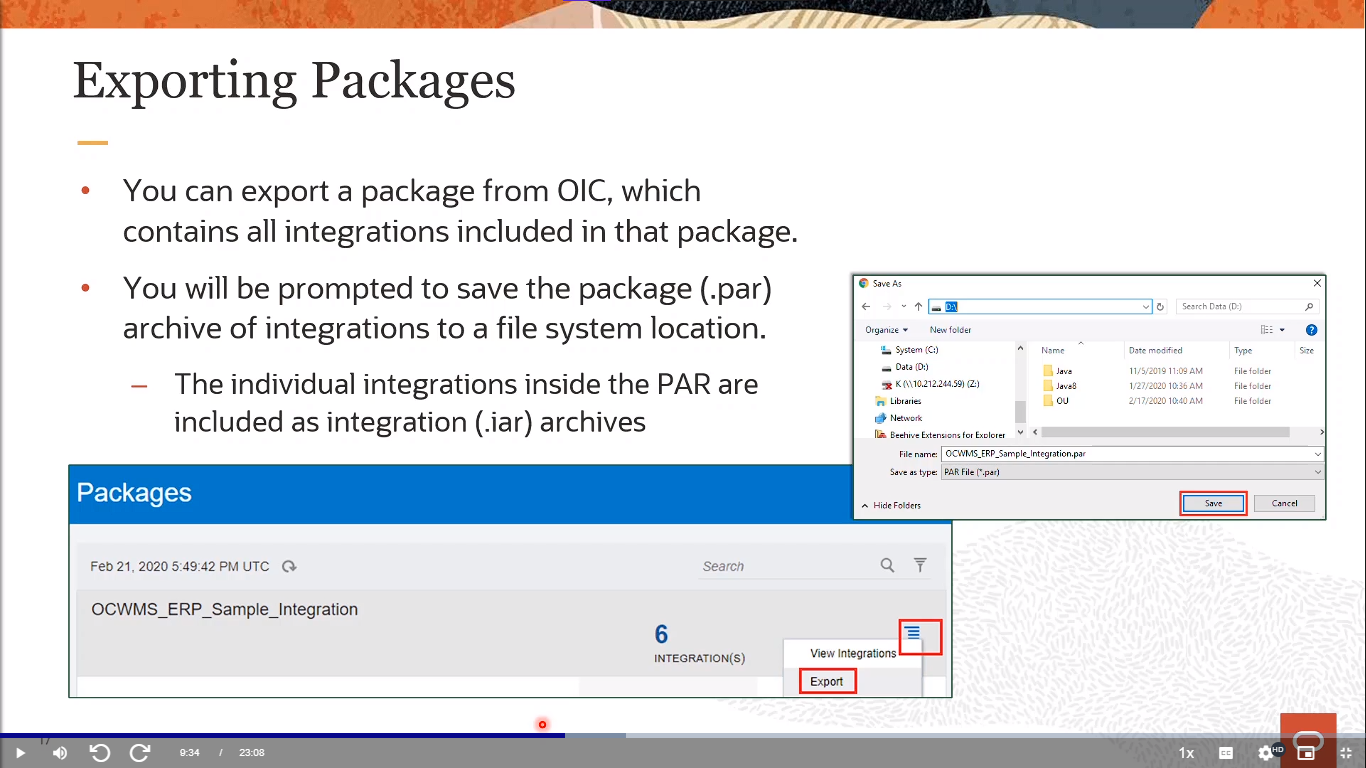 Exporting Packages
• You can export a package from OIC, which
contains all integrations included in that package.
• You will be prompted to save the package (.par)
archive of integrations to a file system location.
– The individual integrations inside the PAR are
included as integration (.iar) archives
Save As
D:\
Search Data (D:)
Organize
New folder
System (C:)
Data (D:)
K (\\10.212.244.59) (Z:)
Libraries
Network
Beehive Extensions for Explorer
Name Date modified Type Size
Java 11/5/2019 11:09 AM File folder
Java8 1/27/2020 10:36 AM File folder
OU 2/17/2020 10:40 AM File folder
File name: OCWMS_ERP_Sample_Integration.par
Save as type: PAR File (*.par)
Hide Folders
Save
Cancel
Packages
Feb 21, 2020 5:49:42 PM UTC
Search
OCWMS_ERP_Sample_Integration
6
INTEGRATION(S)
View Integrations
Export
17
9:34 / 23:08
1x
CC
HD